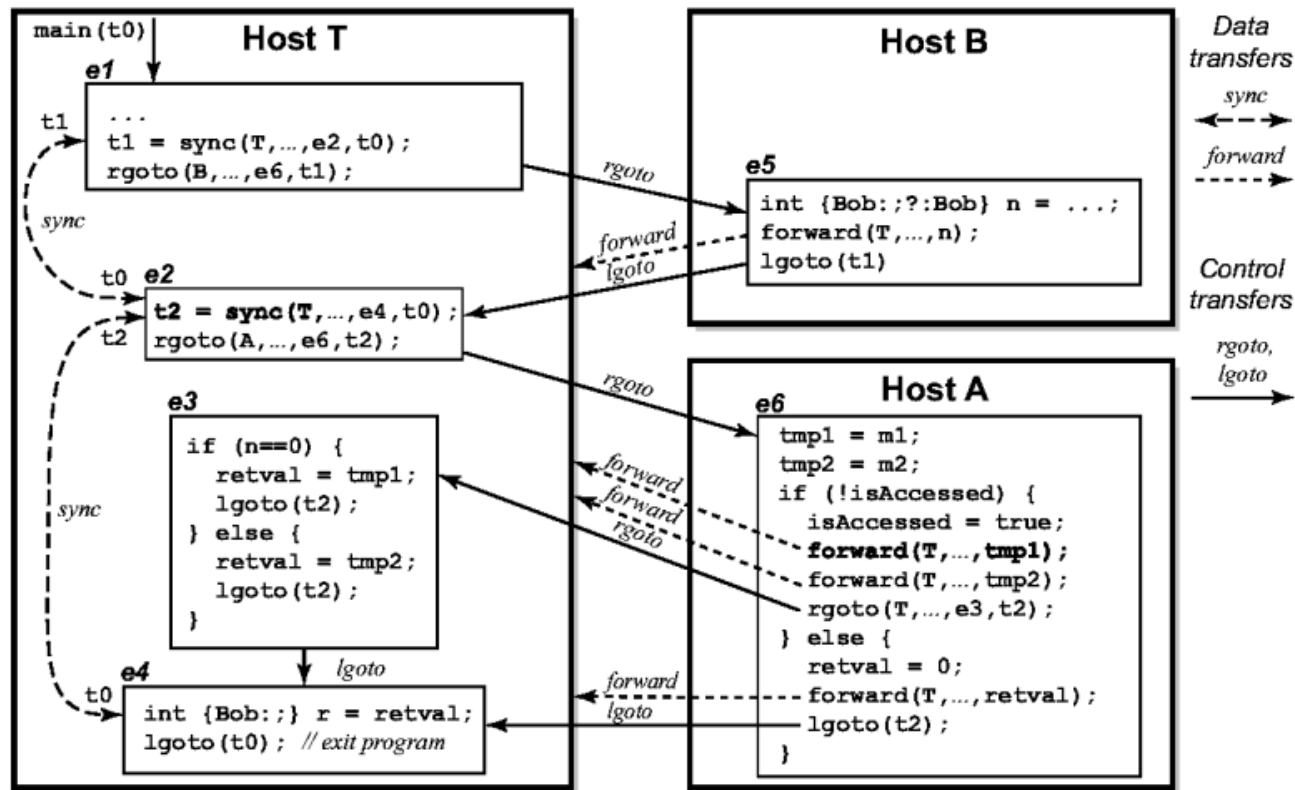 main(t0)
Host T
e1
...
t1 = sync(T,…,e2,t0);
rgoto(B,…,e6,t1);
t1
sync
t0
e2
t2 = sync(T,…,e4,t0);
rgoto(A,…,e6,t2);
t2
e3
if (n==0) {
retval = tmp1;
lgoto(t2);
} else {
retval = tmp2;
lgoto(t2);
}
sync
lgoto
t0
e4
int {Bob:;} r = retval;
lgoto(t0); // exit program
rgoto
forward
lgoto
rgoto
forward
forward
rgoto
forward
lgoto
Host B
e5
int {Bob:;?:Bob} n = ...;
forward(T,…,n);
lgoto(t1)
Host A
e6
tmp1 = m1;
tmp2 = m2;
if (!isAccessed) {
isAccessed = true;
forward(T,…,tmp1);
forward(T,…,tmp2);
rgoto(T,…,e3,t2);
} else {
retval = 0;
forward(T,…,retval);
lgoto(t2);
}
Data
transfers
sync
forward
Control
transfers
rgoto,
lgoto